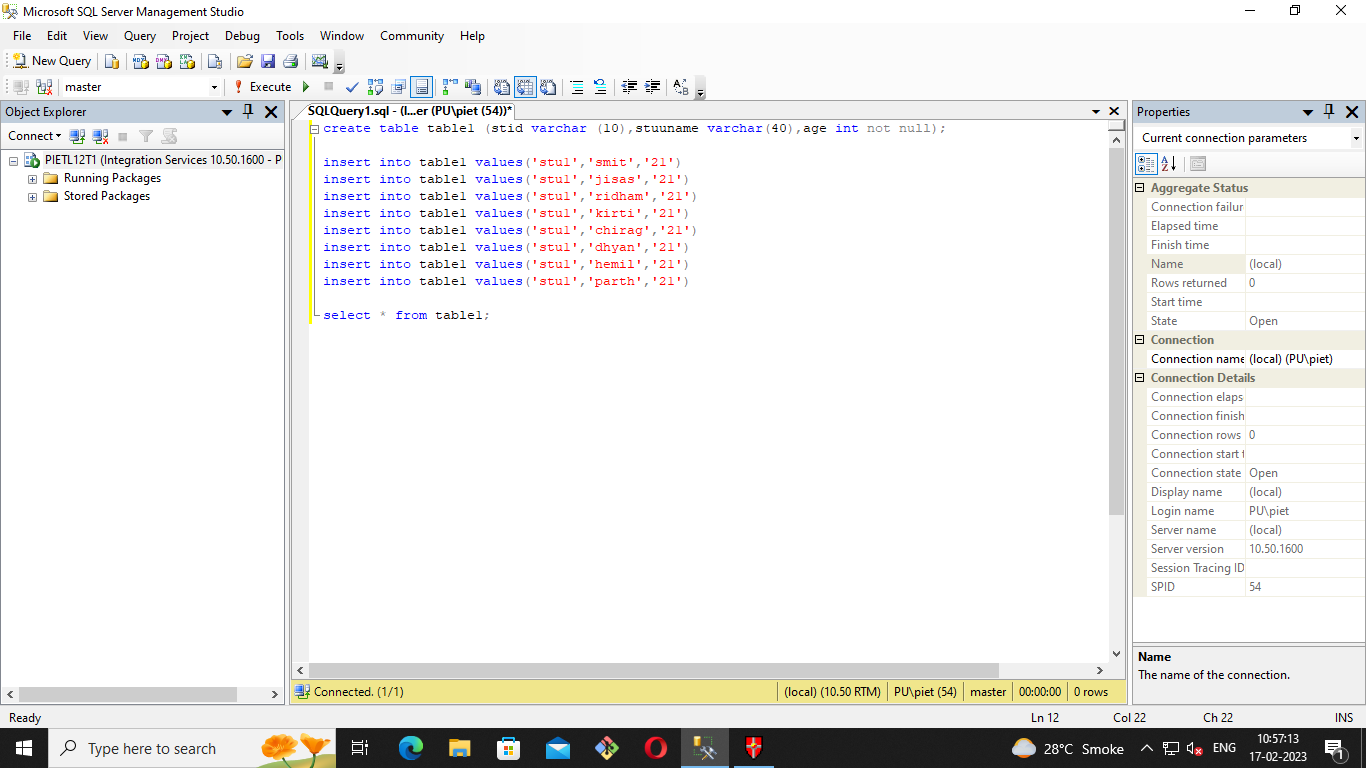 Microsoft SQL Server Management Studio
File Edit View Query Project Debug Tools Window Community Help
New Query
master Execute
Object Explorer
Connect
PIETL12T1 (Integration Services 10.50.1600 - P
Running Packages
Stored Packages
SQLQuery1.sql - (l...er (PU\piet (54))*
create table table1 (stid varchar (10),stuuname varchar(40),age int not null);
insert into table1 values('stu1','smit','21')
insert into table1 values('stu1','jisas','21')
insert into table1 values('stu1','ridham','21')
insert into table1 values('stu1','kirti','21')
insert into table1 values('stu1','chirag','21')
insert into table1 values('stu1','dhyan','21')
insert into table1 values('stu1','hemil','21')
insert into table1 values('stu1','parth','21')
select * from table1;
Connected. (1/1) (local) (10.50 RTM) PU\piet (54) master 00:00:00 0 rows
Properties
Current connection parameters
Aggregate Status
Connection failur
Elapsed time
Finish time
Name (local)
Rows returned 0
Start time
State Open
Connection
Connection name (local) (PU\piet)
Connection Details
Connection elaps
Connection finish
Connection rows 0
Connection start t
Connection state Open
Display name (local)
Login name PU\piet
Server name (local)
Server version 10.50.1600
Session Tracing ID
SPID 54
Name
The name of the connection.
Ready Ln 12 Col 22 Ch 22 INS
Type here to search
28°C Smoke ENG
10:57:13
17-02-2023
1